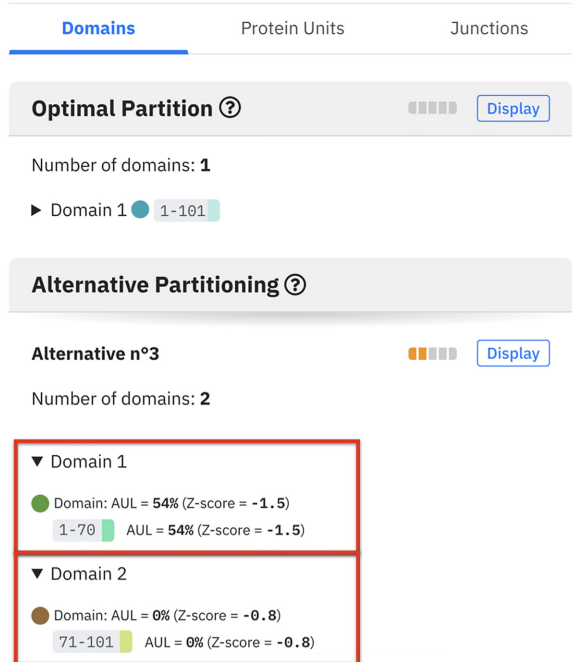 Domains Protein Units Junctions
Optimal Partition ? Display
Number of domains: 1
▶ Domain 1 1-101
Alternative Partitioning ?
Alternative n°3 Display
Number of domains: 2
▼ Domain 1
Domain: AUL = 54% (Z-score = -1.5)
1-70 AUL = 54% (Z-score = -1.5)
▼ Domain 2
Domain: AUL = 0% (Z-score = -0.8)
71-101 AUL = 0% (Z-score = -0.8)